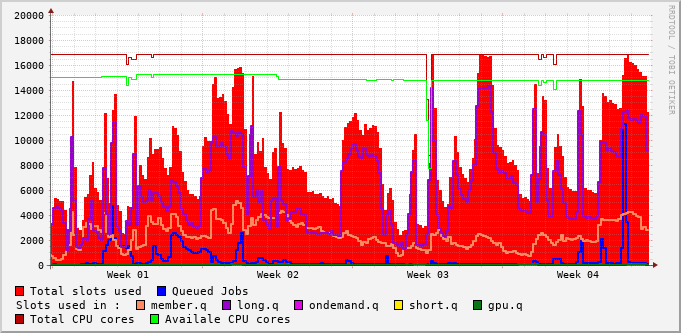 20000
18000
16000
14000
12000
10000
8000
6000
4000
2000
0
Week 01 Week 02 Week 03 Week 04
RRDTOOL / TOBI OETIKER
Total slots used Queued Jobs
Slots used in : member.q long.q ondemand.q short.q gpu.q
Total CPU cores Availale CPU cores